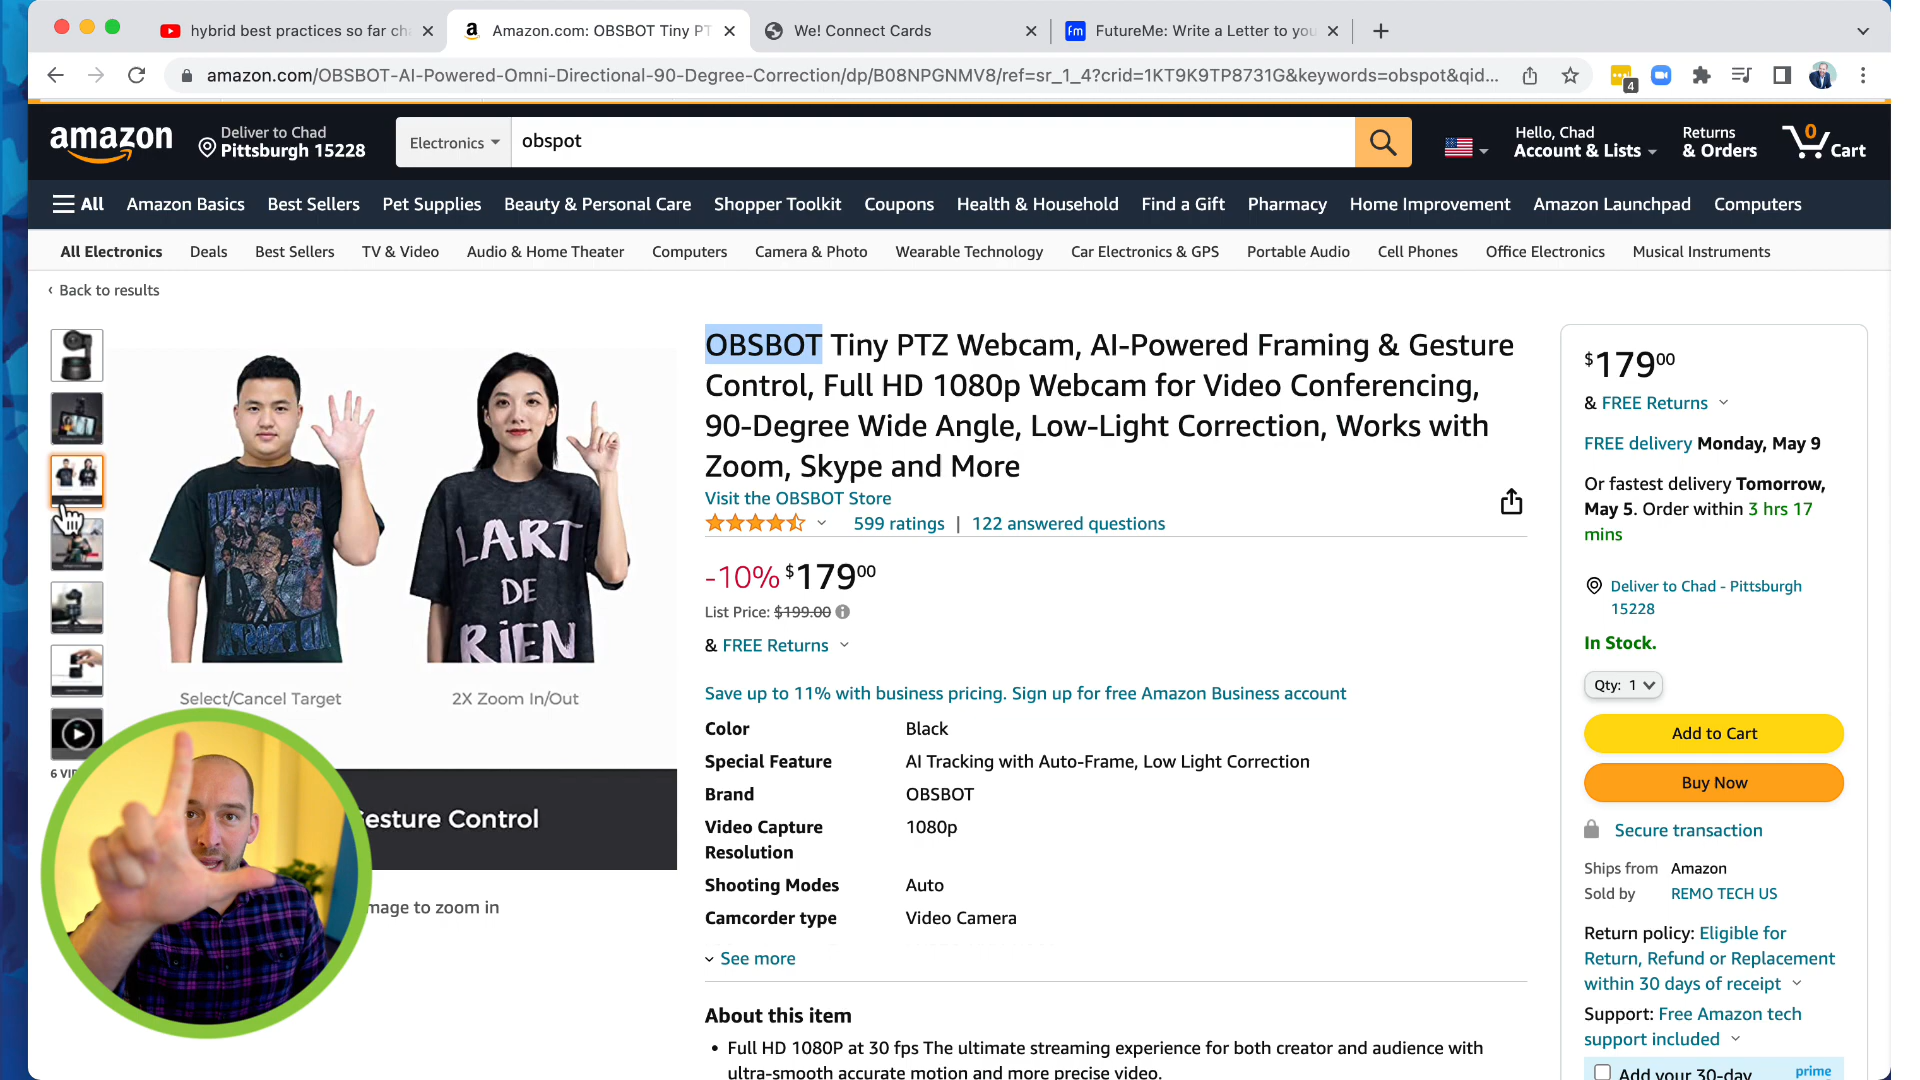 hybrid best practices so far cha
Amazon.com: OBSBOT Tiny PT
We! Connect Cards
FutureMe: Write a Letter to you
amazon.com/OBSBOT-AI-Powered-Omni-Directional-90-Degree-Correction/dp/B08NPGNMV8/ref=sr_1_4?crid=1KT9K9TP8731G&keywords=obspot&qid...
4
amazon
Deliver to Chad
Pittsburgh 15228
Electronics
obspot
Hello, Chad
Account & Lists
Returns
& Orders
0
Cart
All
Amazon Basics
Best Sellers
Pet Supplies
Beauty & Personal Care
Shopper Toolkit
Coupons
Health & Household
Find a Gift
Pharmacy
Home Improvement
Amazon Launchpad
Computers
All Electronics
Deals
Best Sellers
TV & Video
Audio & Home Theater
Computers
Camera & Photo
Wearable Technology
Car Electronics & GPS
Portable Audio
Cell Phones
Office Electronics
Musical Instruments
‹ Back to results
LART
DE
RIEN
Select/Cancel Target
2X Zoom In/Out
6 VI
esture Control
mage to zoom in
OBSBOT Tiny PTZ Webcam, AI-Powered Framing & Gesture
Control, Full HD 1080p Webcam for Video Conferencing,
90-Degree Wide Angle, Low-Light Correction, Works with
Zoom, Skype and More
Visit the OBSBOT Store
599 ratings | 122 answered questions
-10% $179⁰⁰
List Price: $199.00
& FREE Returns
Save up to 11% with business pricing. Sign up for free Amazon Business account
Color Black
Special Feature AI Tracking with Auto-Frame, Low Light Correction
Brand OBSBOT
Video Capture 1080p
Resolution
Shooting Modes Auto
Camcorder type Video Camera
See more
About this item
• Full HD 1080P at 30 fps The ultimate streaming experience for both creator and audience with
ultra-smooth accurate motion and more precise video.
$179⁰⁰
& FREE Returns
FREE delivery Monday, May 9
Or fastest delivery Tomorrow,
May 5. Order within 3 hrs 17
mins
Deliver to Chad - Pittsburgh
15228
In Stock.
Qty: 1
Add to Cart
Buy Now
Secure transaction
Ships from Amazon
Sold by REMO TECH US
Return policy: Eligible for
Return, Refund or Replacement
within 30 days of receipt
Support: Free Amazon tech
support included
Add your 30-day
prime